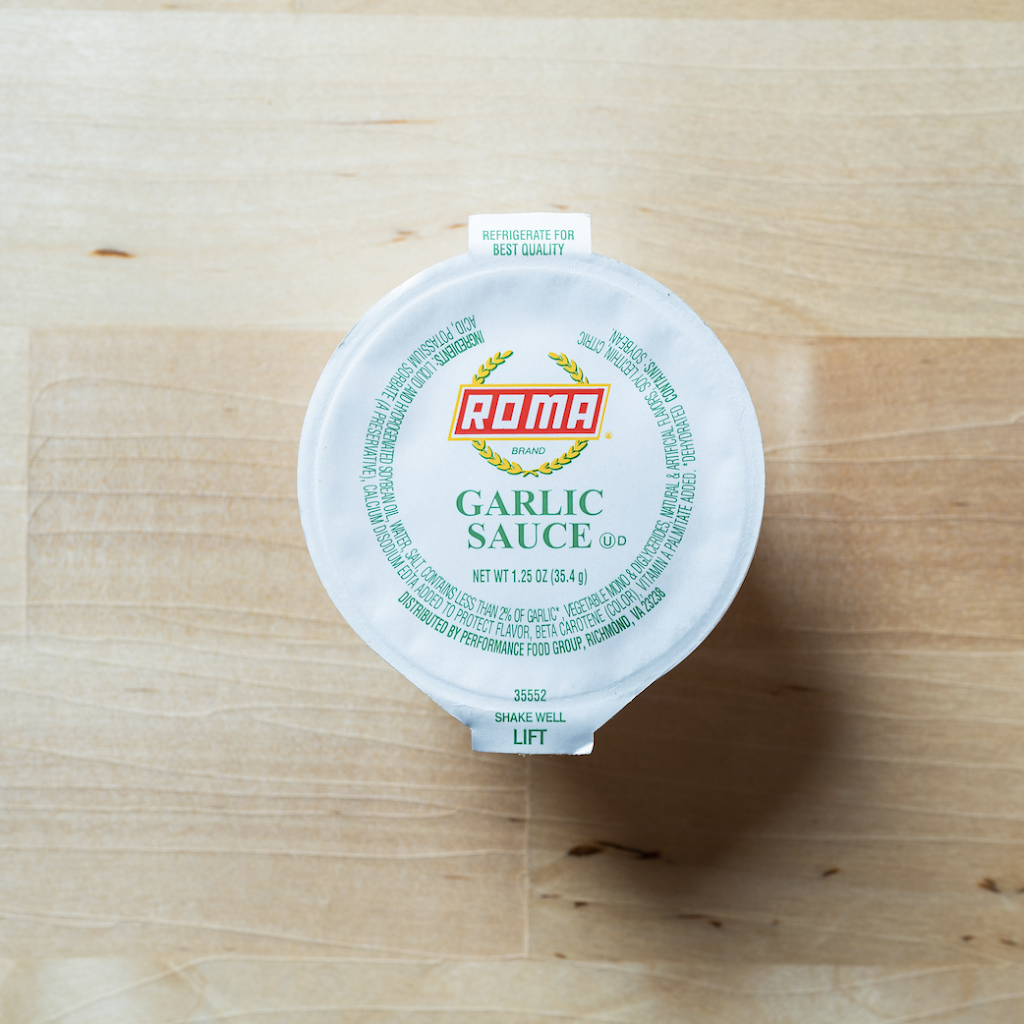 REFRIGERATE FOR
BEST QUALITY
INGREDIENTS: LIQUID AND HYDROGENATED SOYBEAN OIL, WATER, SALT, CONTAINS LESS THAN 2% OF GARLIC*, VEGETABLE MONO & DIGLYCERIDES, NATURAL & ARTIFICIAL FLAVORS, SOY LECITHIN, CITRIC
ACID, POTASSIUM SORBATE (A PRESERVATIVE), CALCIUM DISODIUM EDTA ADDED TO PROTECT FLAVOR, BETA CAROTENE (COLOR), VITAMIN A PALMITATE ADDED. *DEHYDRATED CONTAINS SOYBEAN.
DISTRIBUTED BY PERFORMANCE FOOD GROUP, RICHMOND, VA 23238
ROMA
®
BRAND
GARLIC
SAUCE Ⓤ D
NET WT 1.25 OZ (35.4 g)
35552
SHAKE WELL
LIFT